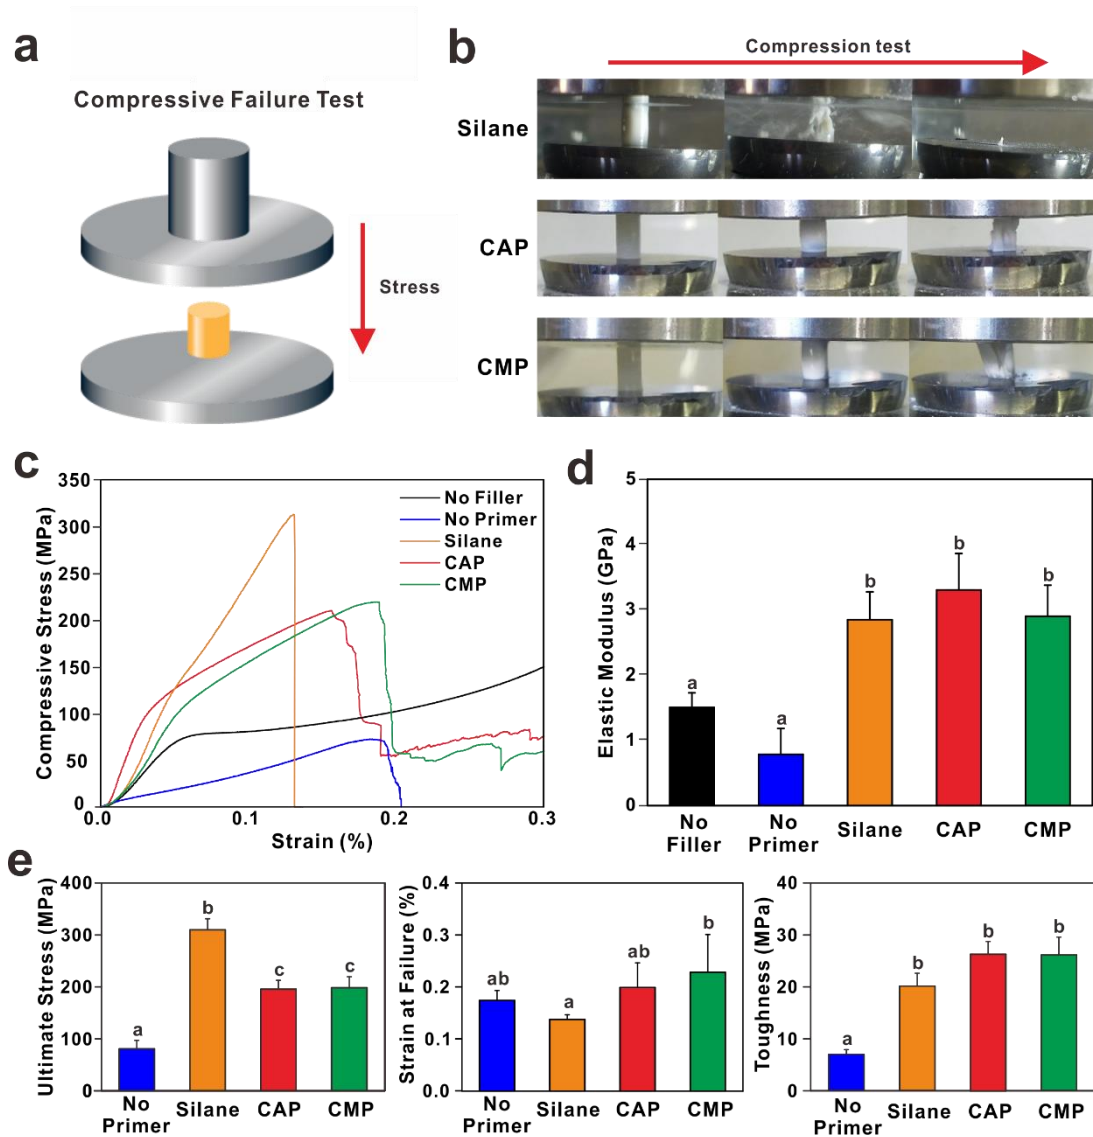 a
Compressive Failure Test
Stress
b
Compression test
Silane
CAP
CMP
c
Compressive Stress (MPa)
350
300
250
200
150
100
50
0
0.0
0.1
0.2
0.3
Strain (%)
No Filler
No Primer
Silane
CAP
CMP
d
Elastic Modulus (GPa)
5
4
3
2
1
0
a
a
b
b
b
No
Filler
No
Primer
Silane
CAP
CMP
e
Ultimate Stress (MPa)
400
300
200
100
0
a
b
c
c
No
Primer
Silane
CAP
CMP
Strain at Failure (%)
0.4
0.3
0.2
0.1
0.0
ab
a
ab
b
No
Primer
Silane
CAP
CMP
Toughness (MPa)
40
30
20
10
0
a
b
b
b
No
Primer
Silane
CAP
CMP